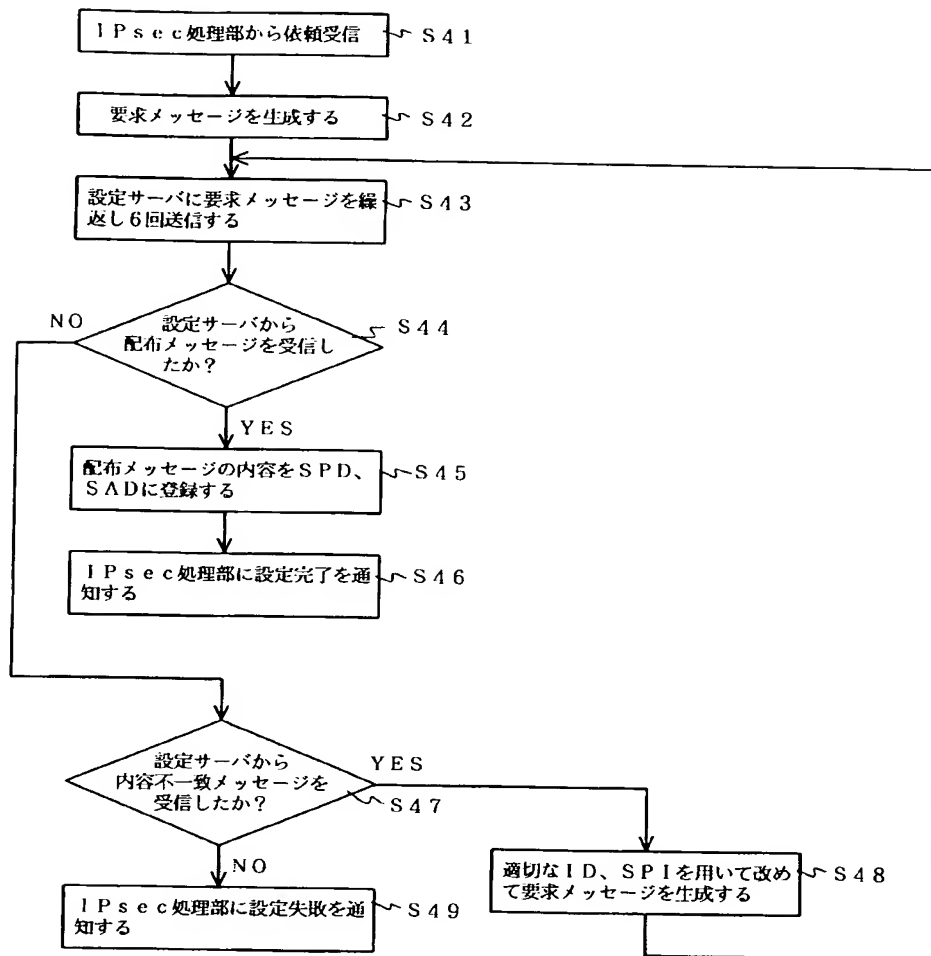 IPsec処理部から依頼受信
S41
要求メッセージを生成する
S42
設定サーバに要求メッセージを繰
返し6回送信する
S43
設定サーバから
配布メッセージを受信し
たか?
S44
NO
YES
配布メッセージの内容をSPD、
SADに登録する
S45
IPsec処理部に設定完了を通
知する
S46
設定サーバから
内容不一致メッセージを
受信したか?
YES
S47
NO
適切なID、SPIを用いて改め
て要求メッセージを生成する
S48
IPsec処理部に設定失敗を通
知する
S49